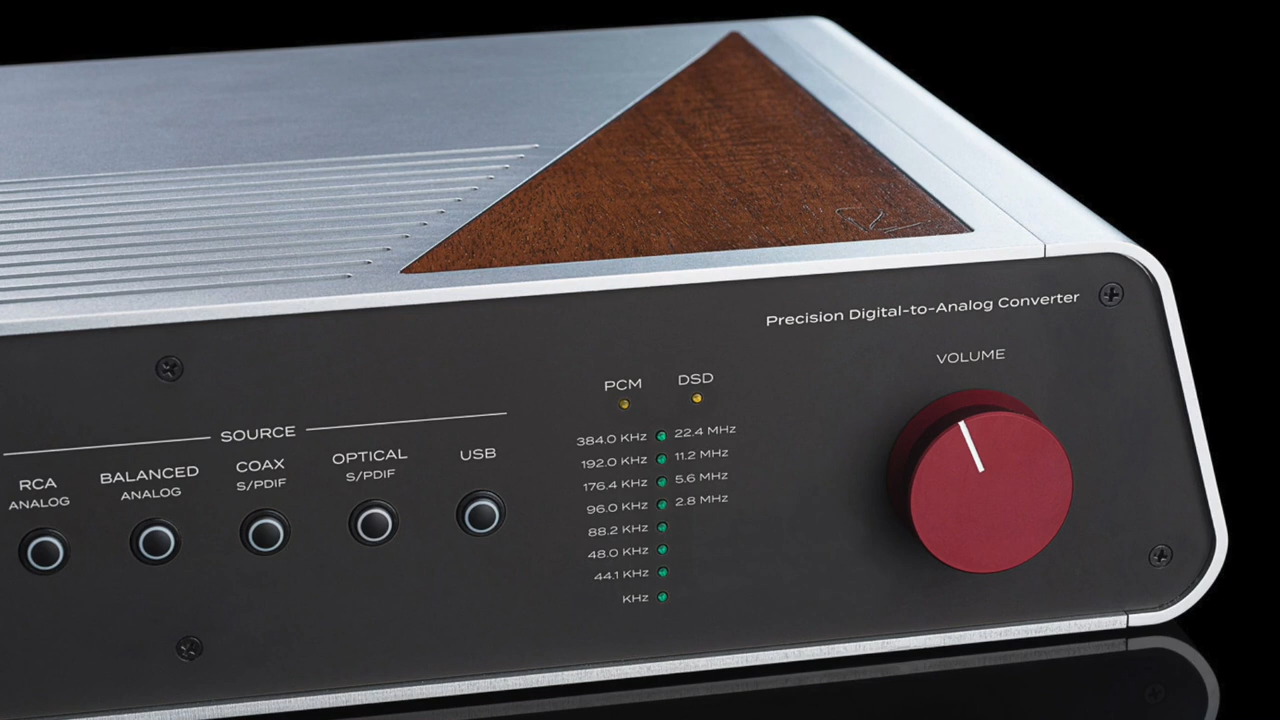 Precision Digital-to-Analog Converter
VOLUME
PCM DSD
384.0 KHz 22.4 MHz
192.0 KHz 11.2 MHz
176.4 KHz 5.6 MHz
96.0 KHz 2.8 MHz
88.2 KHz
48.0 KHz
44.1 KHz
KHz
SOURCE
RCA
ANALOG
BALANCED
ANALOG
COAX
S/PDIF
OPTICAL
S/PDIF
USB